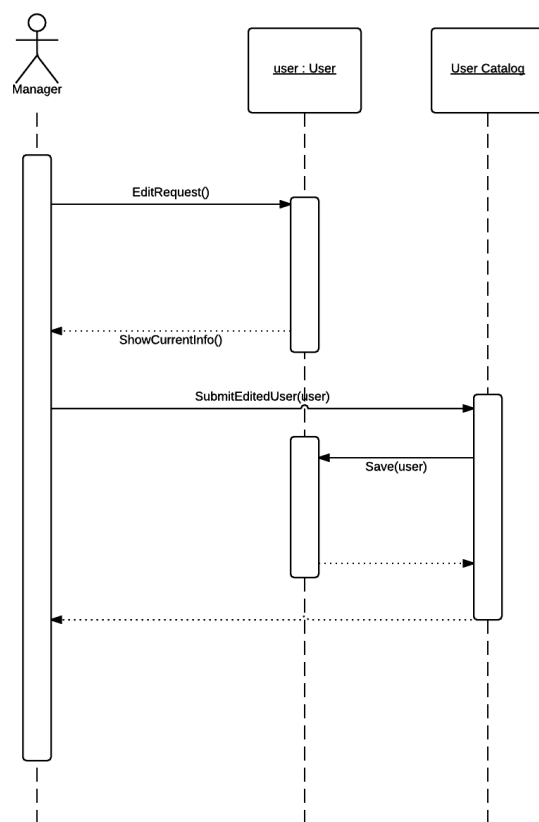 Manager
user : User
User Catalog
EditRequest()
ShowCurrentInfo()
SubmitEditedUser(user)
Save(user)